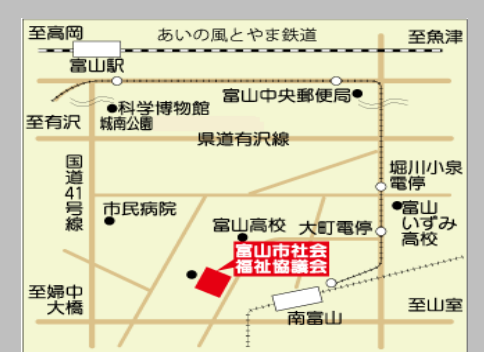 至高岡
あいの風とやま鉄道
至魚津
富山駅
富山中央郵便局
科学博物館
城南公園
至有沢
県道有沢線
国道41号線
堀川小泉
電停
市民病院
富山高校
大町電停
富山
いずみ
高校
富山市社会
福祉協議会
至婦中
大橋
南富山
至山室